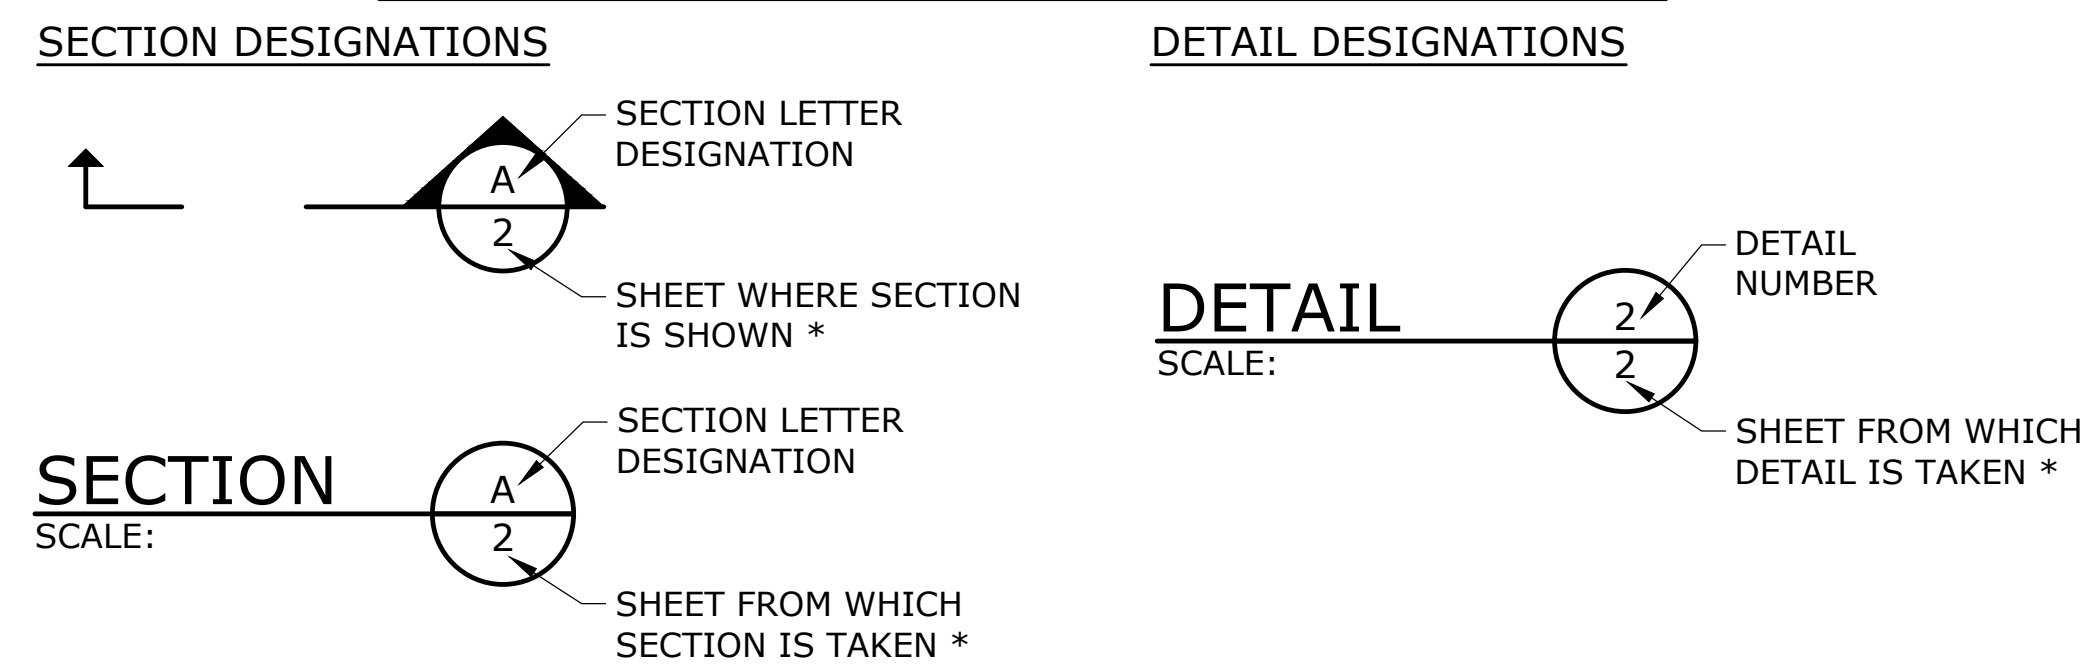 SECTION DESIGNATIONS
SECTION LETTER
DESIGNATION
A
2
SHEET WHERE SECTION
IS SHOWN *
SECTION
SCALE:
A
2
SECTION LETTER
DESIGNATION
SHEET FROM WHICH
SECTION IS TAKEN *
DETAIL DESIGNATIONS
DETAIL
NUMBER
DETAIL
SCALE:
2
2
SHEET FROM WHICH
DETAIL IS TAKEN *